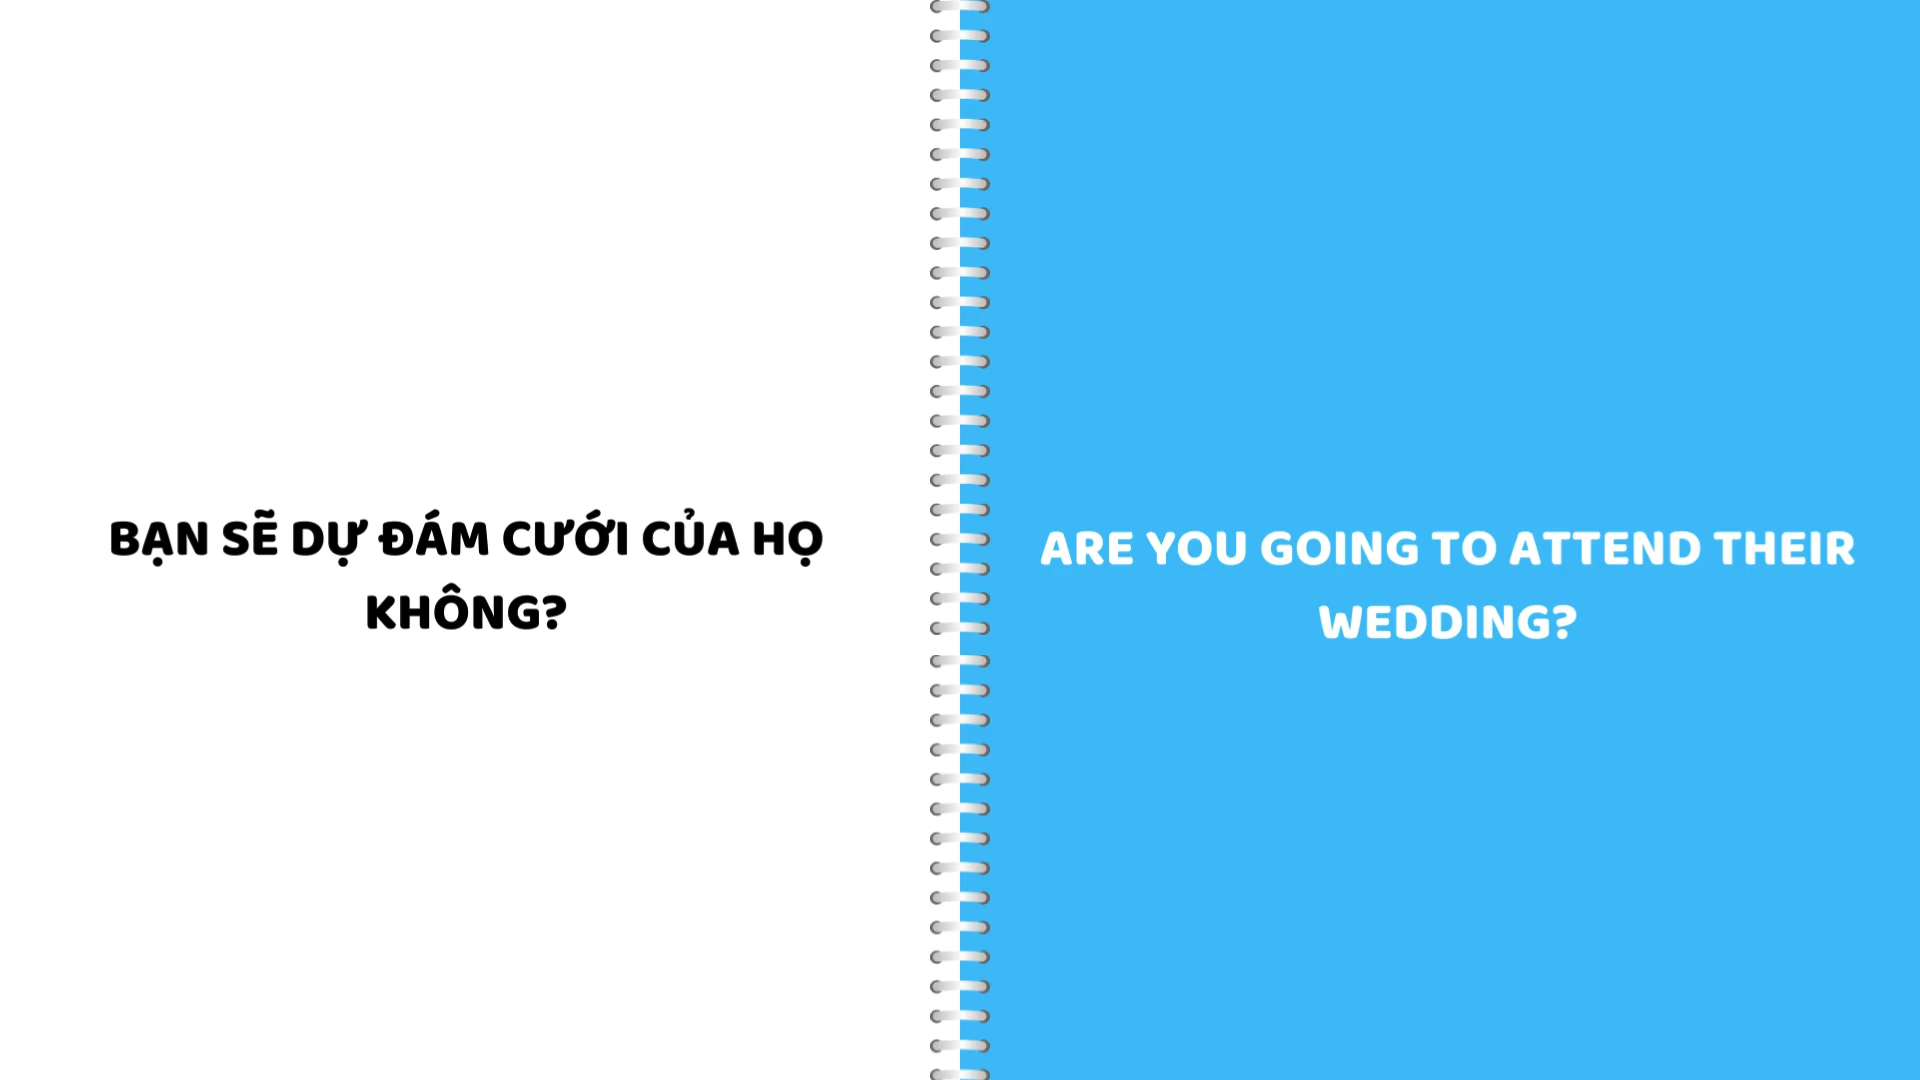 BẠN SẼ DỰ ĐÁM CƯỚI CỦA HỌ
KHÔNG?
ARE YOU GOING TO ATTEND THEIR
WEDDING?